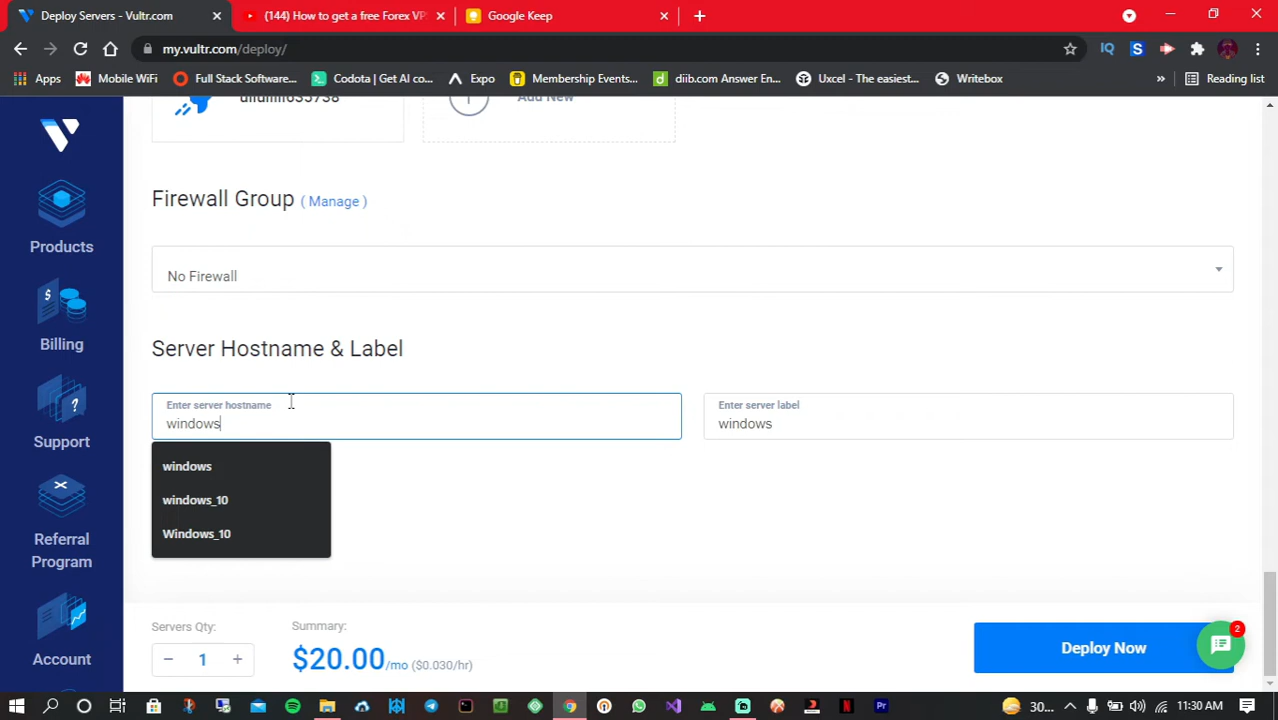 Deploy Servers - Vultr.com
(144) How to get a free Forex VP
Google Keep
my.vultr.com/deploy/
Apps
Mobile WiFi
Full Stack Software...
Codota | Get AI co...
Expo
Membership Events...
diib.com Answer En...
Uxcel - The easiest...
Writebox
»
Reading list
Add New
Products
Billing
Support
Referral
Program
Account
Firewall Group ( Manage )
No Firewall
Server Hostname & Label
Enter server hostname
windows
Enter server label
windows
windows
windows_10
Windows_10
Servers Qty:
− 1 +
Summary:
$20.00/mo ($0.030/hr)
Deploy Now
2
30...
11:30 AM